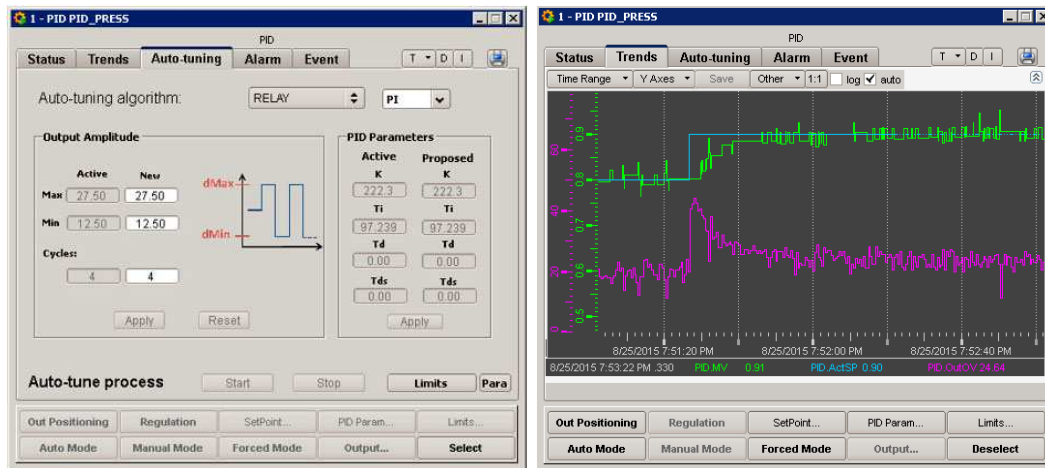 1 - PID PID_PRESS
PID
Status Trends Auto-tuning Alarm Event T D I
Auto-tuning algorithm: RELAY PI
Output Amplitude
Active New
Max 27.50 27.50
Min 12.50 12.50
dMax
dMin
Cycles:
4 4
Apply Reset
PID Parameters
Active Proposed
K K
222.3 222.3
Ti Ti
97.239 97.239
Td Td
0.00 0.00
Tds Tds
0.00 0.00
Apply
Auto-tune process Start Stop Limits Para
Out Positioning Regulation SetPoint... PID Param... Limits...
Auto Mode Manual Mode Forced Mode Output... Select
1 - PID PID_PRESS
PID
Status Trends Auto-tuning Alarm Event T D I
Time Range Y Axes Save Other 1:1 log auto
60 0.9
0.8
40 0.7
20 0.6
0 0.5
8/25/2015 7:51:20 PM 8/25/2015 7:52:00 PM 8/25/2015 7:52:40 PM
8/25/2015 7:53:22 PM .330 PID.MV 0.91 PID.ActSP 0.90 PID.OutOV 24.64
Out Positioning Regulation SetPoint... PID Param... Limits...
Auto Mode Manual Mode Forced Mode Output... Deselect